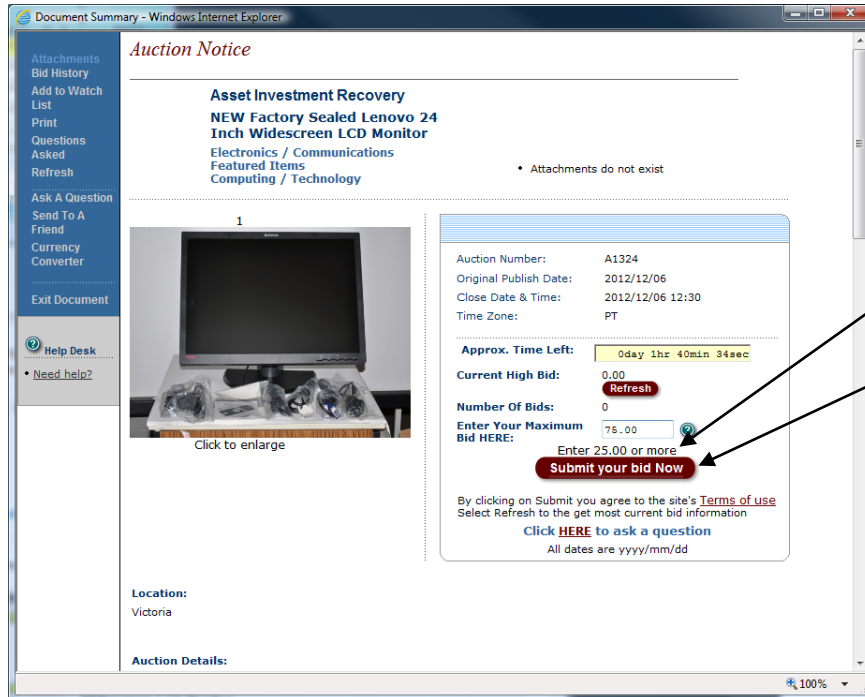 Document Summary - Windows Internet Explorer
Attachments
Bid History
Add to Watch
List
Print
Questions
Asked
Refresh
Ask A Question
Send To A
Friend
Currency
Converter
Exit Document
Help Desk
Need help?
Auction Notice
Asset Investment Recovery
NEW Factory Sealed Lenovo 24
Inch Widescreen LCD Monitor
Electronics / Communications
Featured Items
Computing / Technology
Attachments do not exist
1
Click to enlarge
Auction Number: A1324
Original Publish Date: 2012/12/06
Close Date & Time: 2012/12/06 12:30
Time Zone: PT
Approx. Time Left: 0day 1hr 40min 34sec
Current High Bid: 0.00
Refresh
Number Of Bids: 0
Enter Your Maximum
Bid HERE: 75.00
Enter 25.00 or more
Submit your bid Now
By clicking on Submit you agree to the site's Terms of use
Select Refresh to the get most current bid information
Click HERE to ask a question
All dates are yyyy/mm/dd
Location:
Victoria
Auction Details:
100%